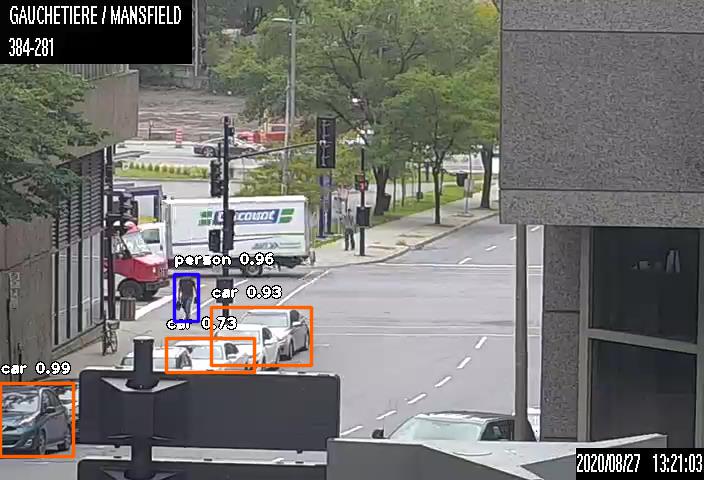 GAUCHETIERE / MANSFIELD
384-281
Discount
person 0.96
car 0.93
car 0.73
car 0.99
2020/08/27 13:21:03